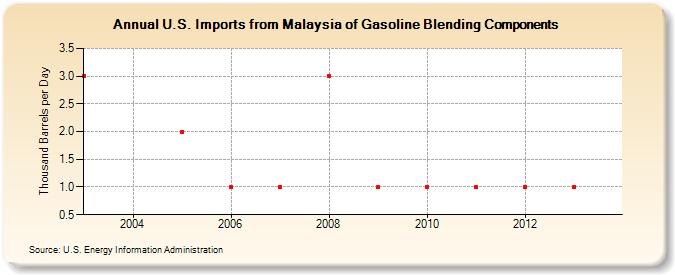 Annual U.S. Imports from Malaysia of Gasoline Blending Components
Thousand Barrels per Day
3.5
3.0
2.5
2.0
1.5
1.0
0.5
2004 2006 2008 2010 2012
Source: U.S. Energy Information Administration